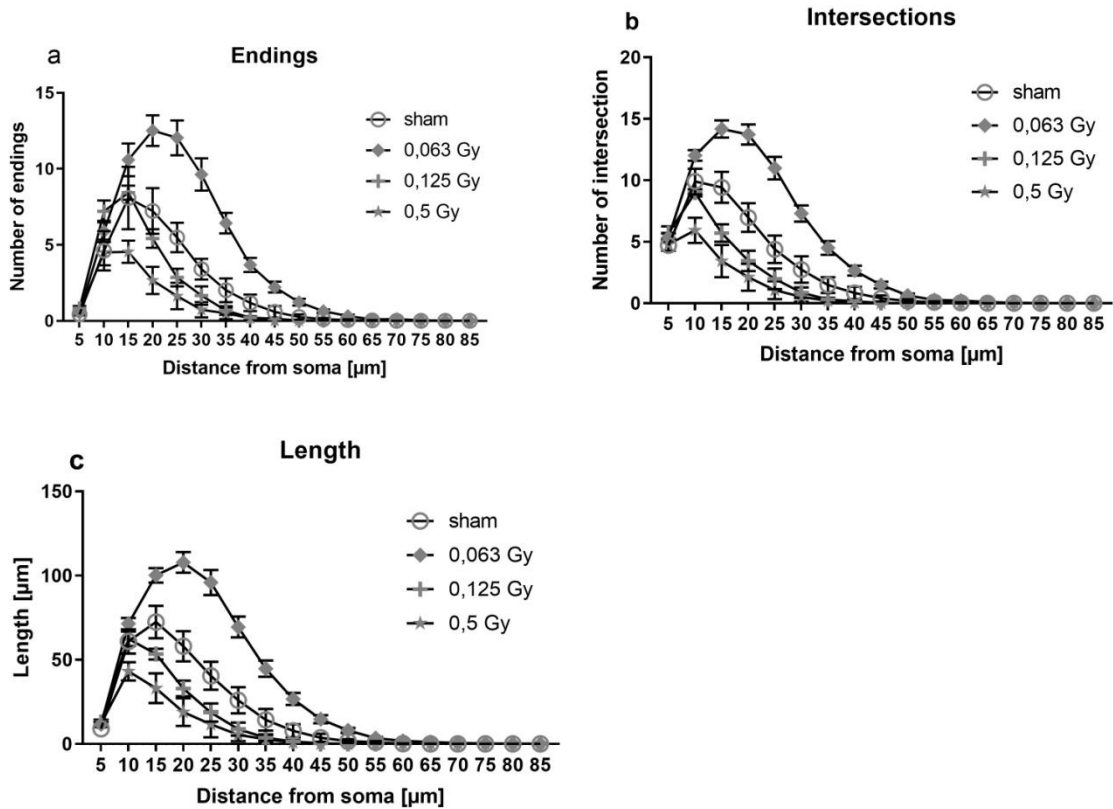 a
Endings
Number of endings
15
10
5
0
sham
0,063 Gy
0,125 Gy
0,5 Gy
5 10 15 20 25 30 35 40 45 50 55 60 65 70 75 80 85
Distance from soma [µm]
b
Intersections
Number of intersection
20
15
10
5
0
sham
0,063 Gy
0,125 Gy
0,5 Gy
5 10 15 20 25 30 35 40 45 50 55 60 65 70 75 80 85
Distance from soma [µm]
c
Length
Length [µm]
150
100
50
0
sham
0,063 Gy
0,125 Gy
0,5 Gy
5 10 15 20 25 30 35 40 45 50 55 60 65 70 75 80 85
Distance from soma [µm]